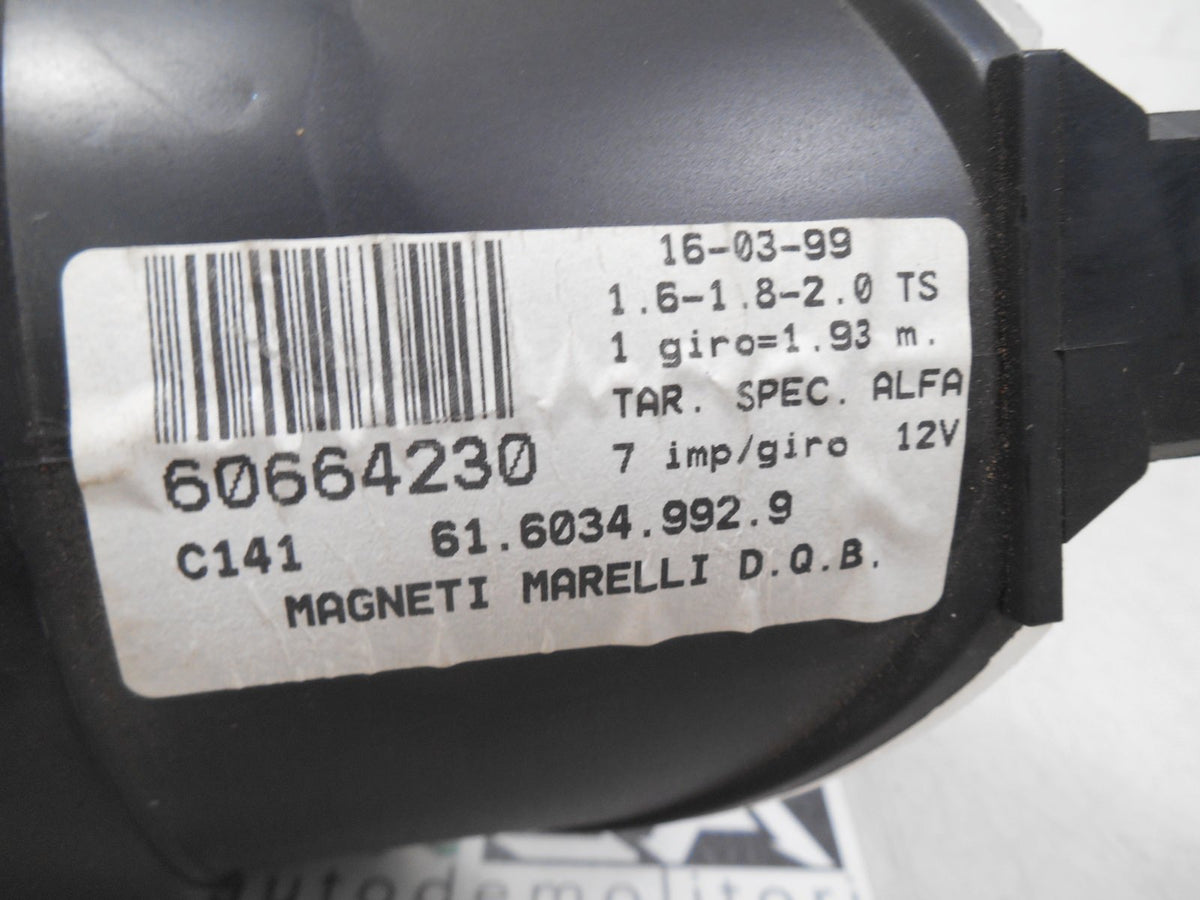 16-03-99
1.6-1.8-2.0 TS
1 giro=1.93 m.
TAR. SPEC. ALFA
7 imp/giro 12V
60664230
C141 61.6034.992.9
MAGNETI MARELLI D.Q.B.